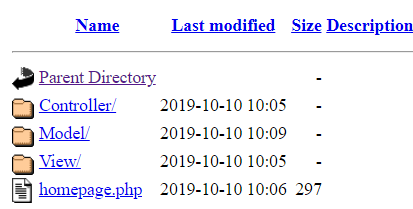 Name Last modified Size Description
Parent Directory -
Controller/ 2019-10-10 10:05 -
Model/ 2019-10-10 10:09 -
View/ 2019-10-10 10:05 -
homepage.php 2019-10-10 10:06 297